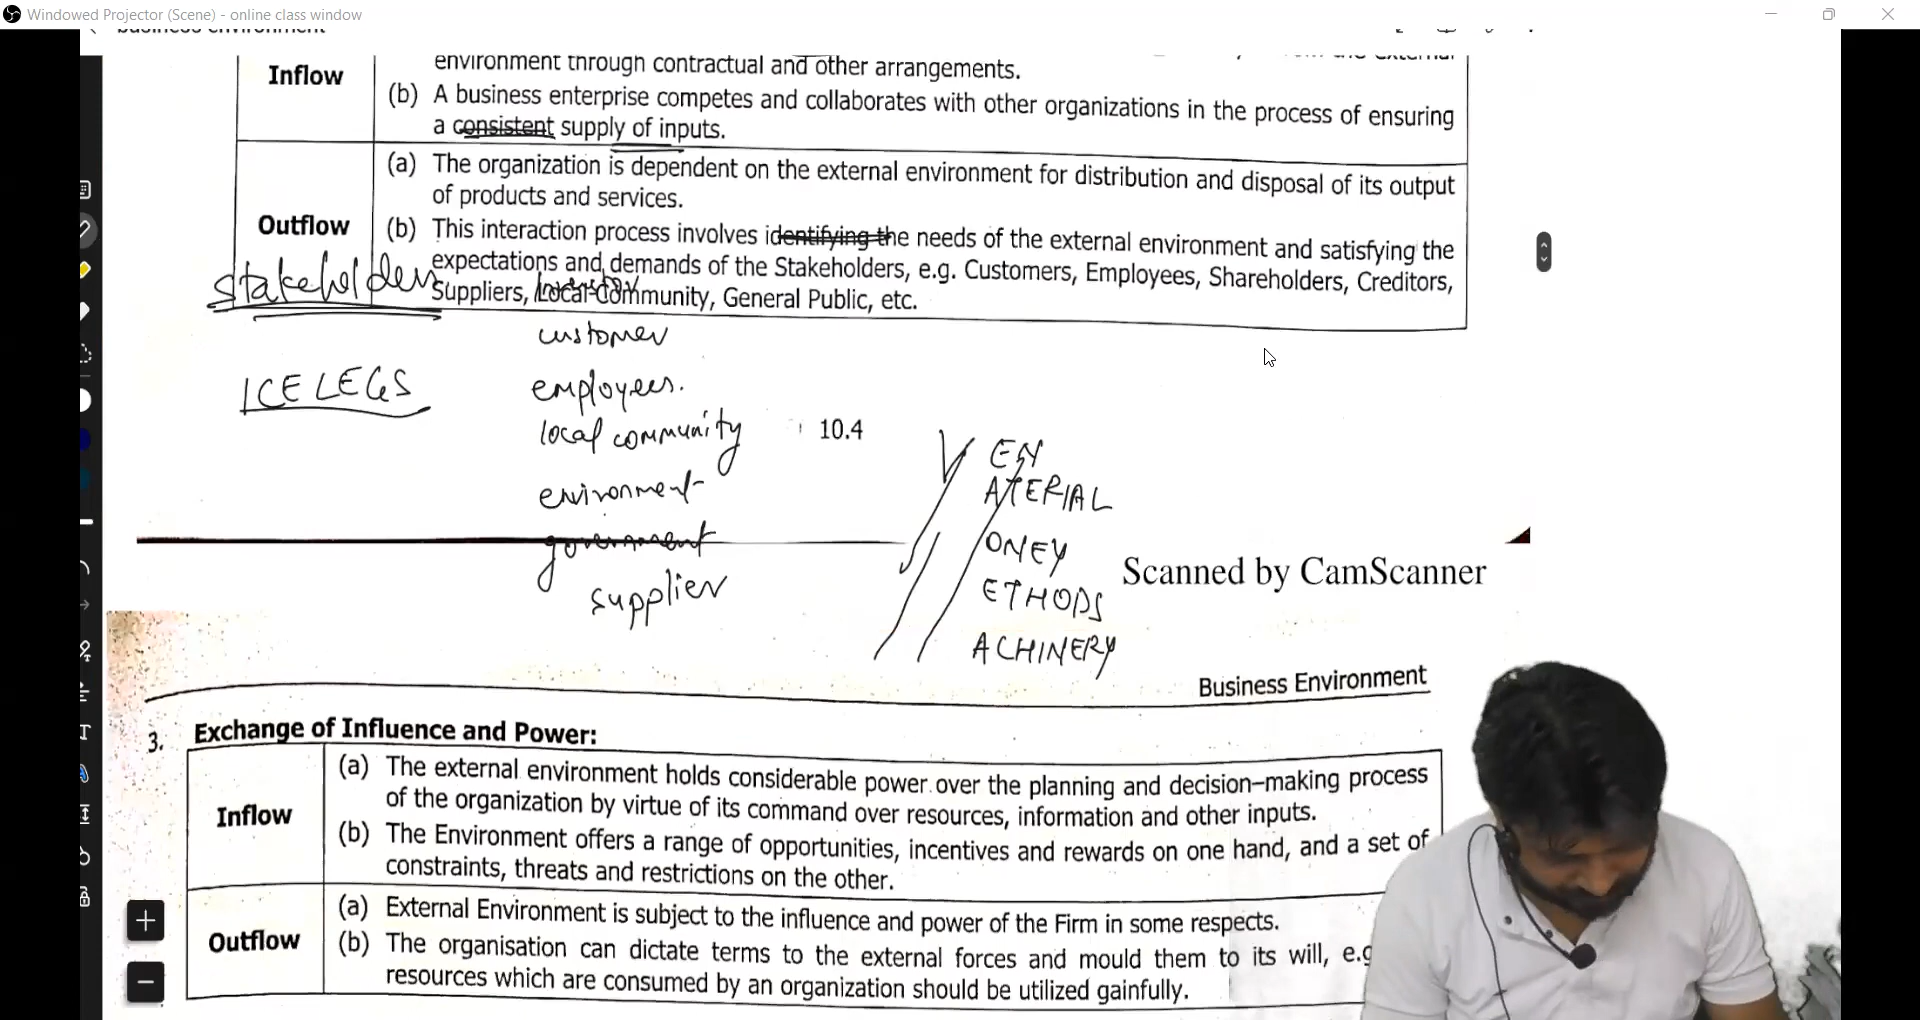 Windowed Projector (Scene) - online class window
business environment
Inflow
environment through contractual and other arrangements.
(b) A business enterprise competes and collaborates with other organizations in the process of ensuring
a consistent supply of inputs.
Outflow
(a) The organization is dependent on the external environment for distribution and disposal of its output
of products and services.
(b) This interaction process involves identifying the needs of the external environment and satisfying the
expectations and demands of the Stakeholders, e.g. Customers, Employees, Shareholders, Creditors,
Suppliers, Local Community, General Public, etc.
stakeholders
investor
customer
ICE LEGS
employees.
local community
10.4
environment
government
supplier
EN
ATERIAL
ONEY
ETHODS
ACHINERY
Scanned by CamScanner
Business Environment
3. Exchange of Influence and Power:
Inflow
(a) The external environment holds considerable power over the planning and decision-making process
of the organization by virtue of its command over resources, information and other inputs.
(b) The Environment offers a range of opportunities, incentives and rewards on one hand, and a set of
constraints, threats and restrictions on the other.
Outflow
(a) External Environment is subject to the influence and power of the Firm in some respects.
(b) The organisation can dictate terms to the external forces and mould them to its will, e.g
resources which are consumed by an organization should be utilized gainfully.